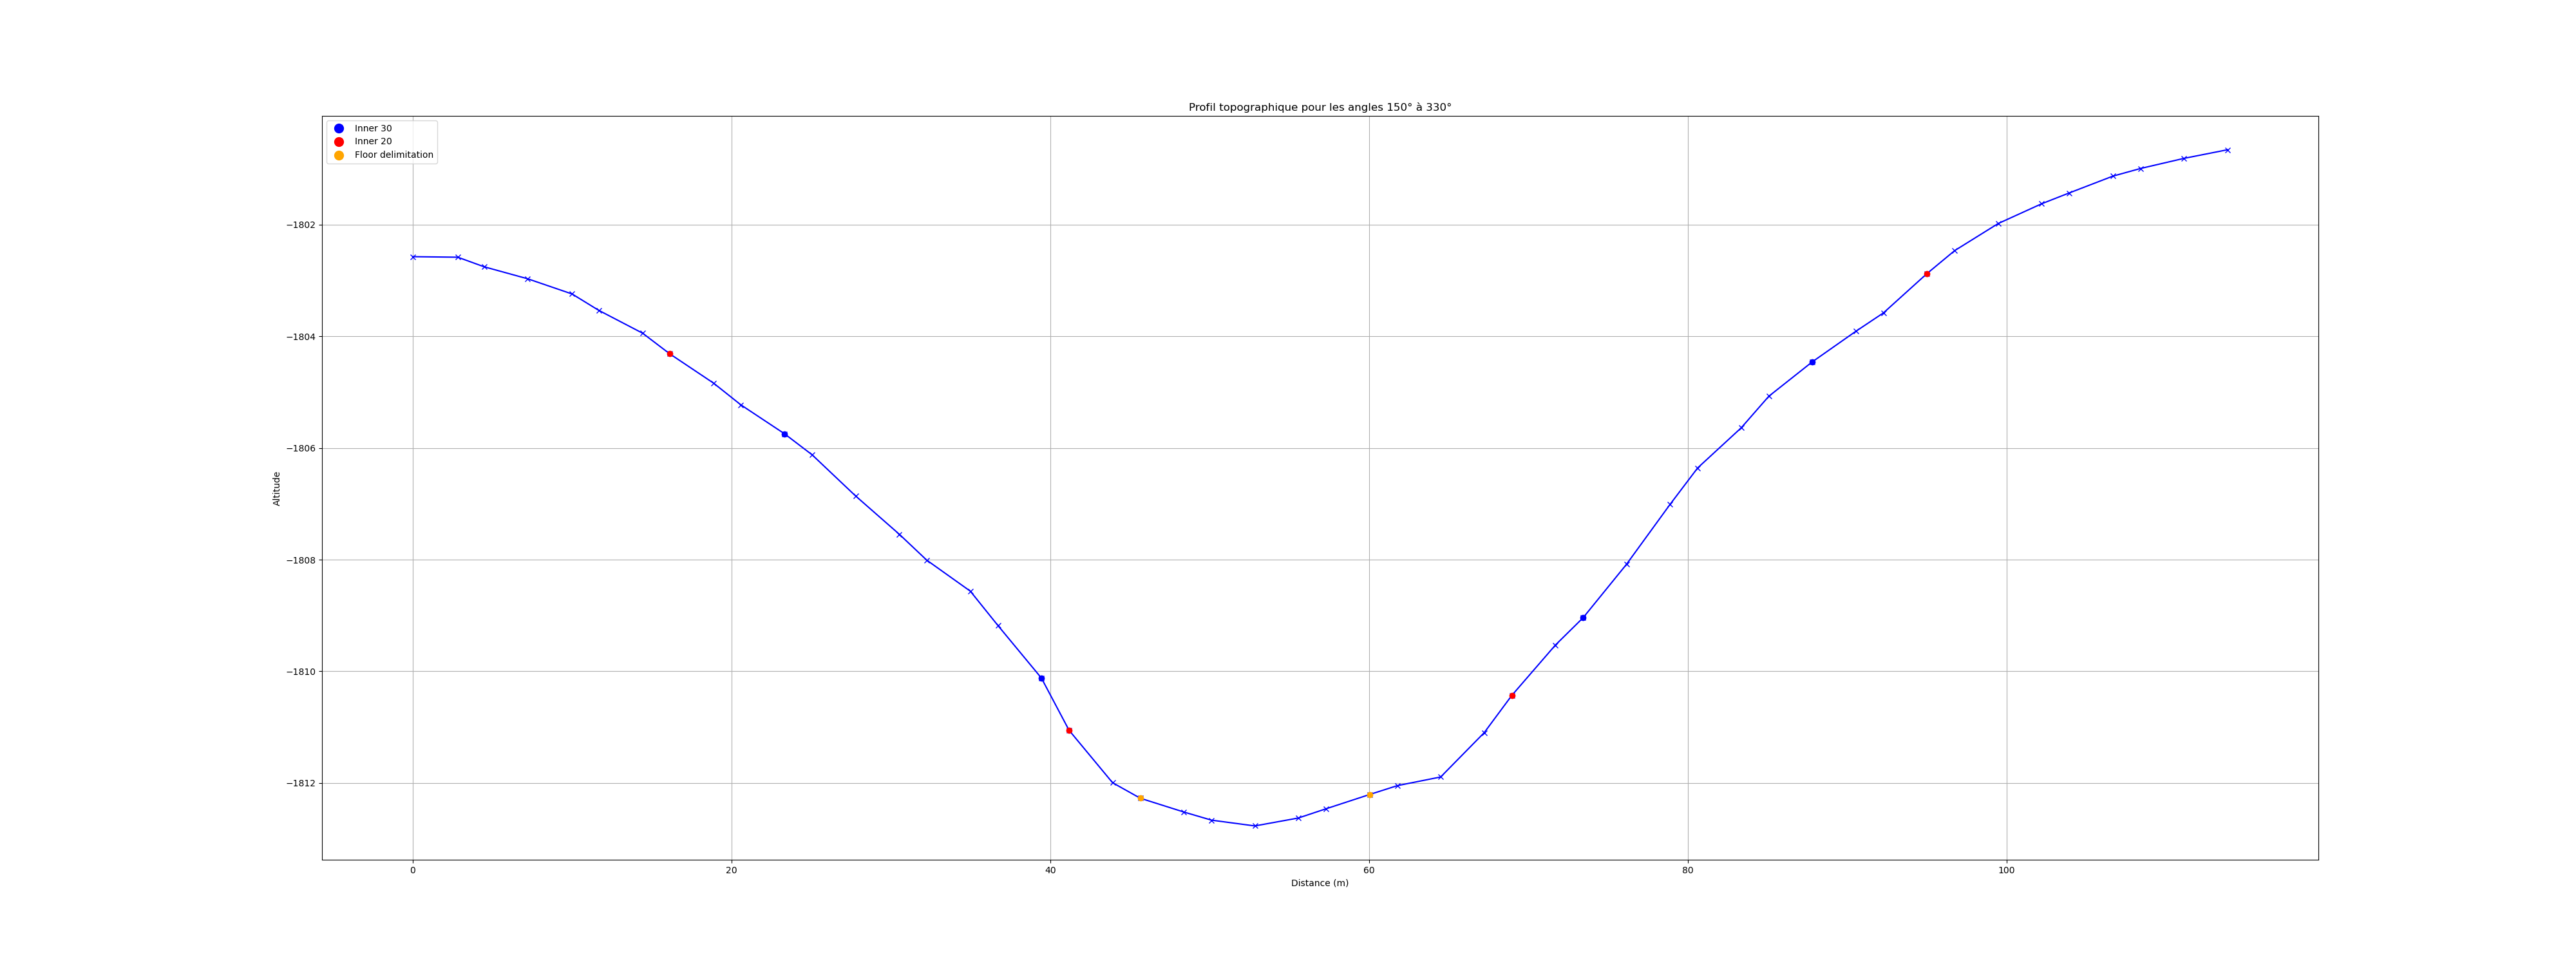 Profil topographique pour les angles 150° à 330°
Inner 30
Inner 20
Floor delimitation
−1802
−1804
−1806
−1808
−1810
−1812
Altitude
0 20 40 60 80 100
Distance (m)